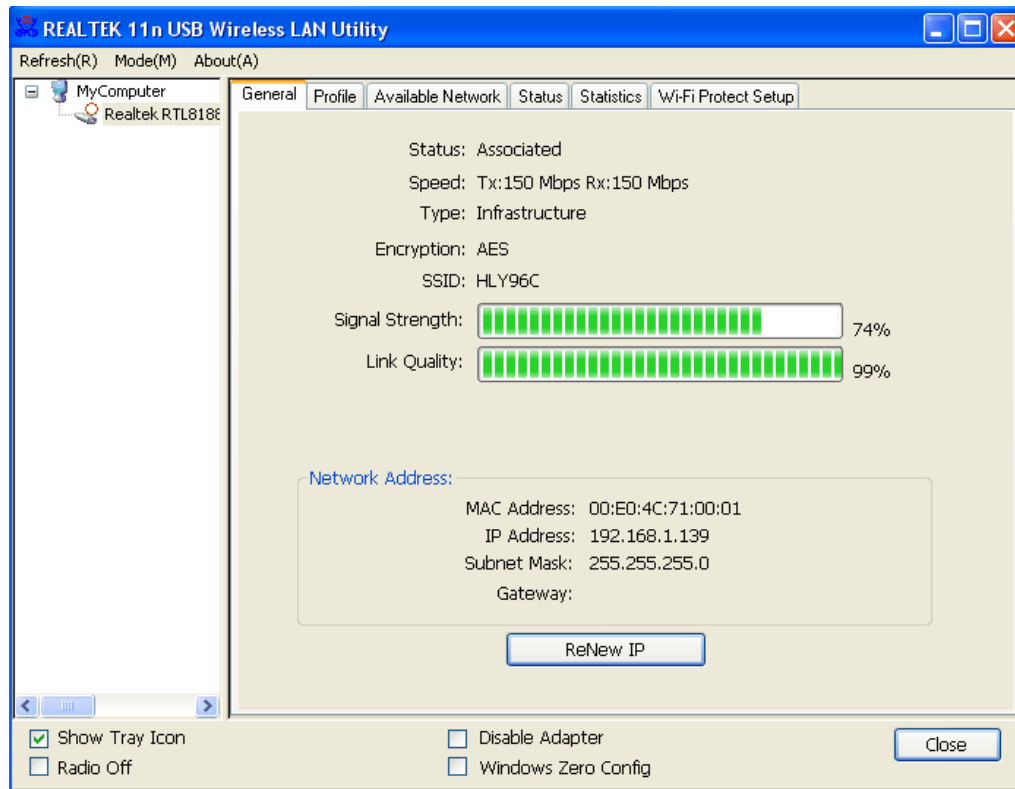 REALTEK 11n USB Wireless LAN Utility
Refresh(R) Mode(M) About(A)
MyComputer
Realtek RTL8188
General Profile Available Network Status Statistics Wi-Fi Protect Setup
Status: Associated
Speed: Tx:150 Mbps Rx:150 Mbps
Type: Infrastructure
Encryption: AES
SSID: HLY96C
Signal Strength: 74%
Link Quality: 99%
Network Address:
MAC Address: 00:E0:4C:71:00:01
IP Address: 192.168.1.139
Subnet Mask: 255.255.255.0
Gateway:
ReNew IP
Show Tray Icon Disable Adapter Close
Radio Off Windows Zero Config